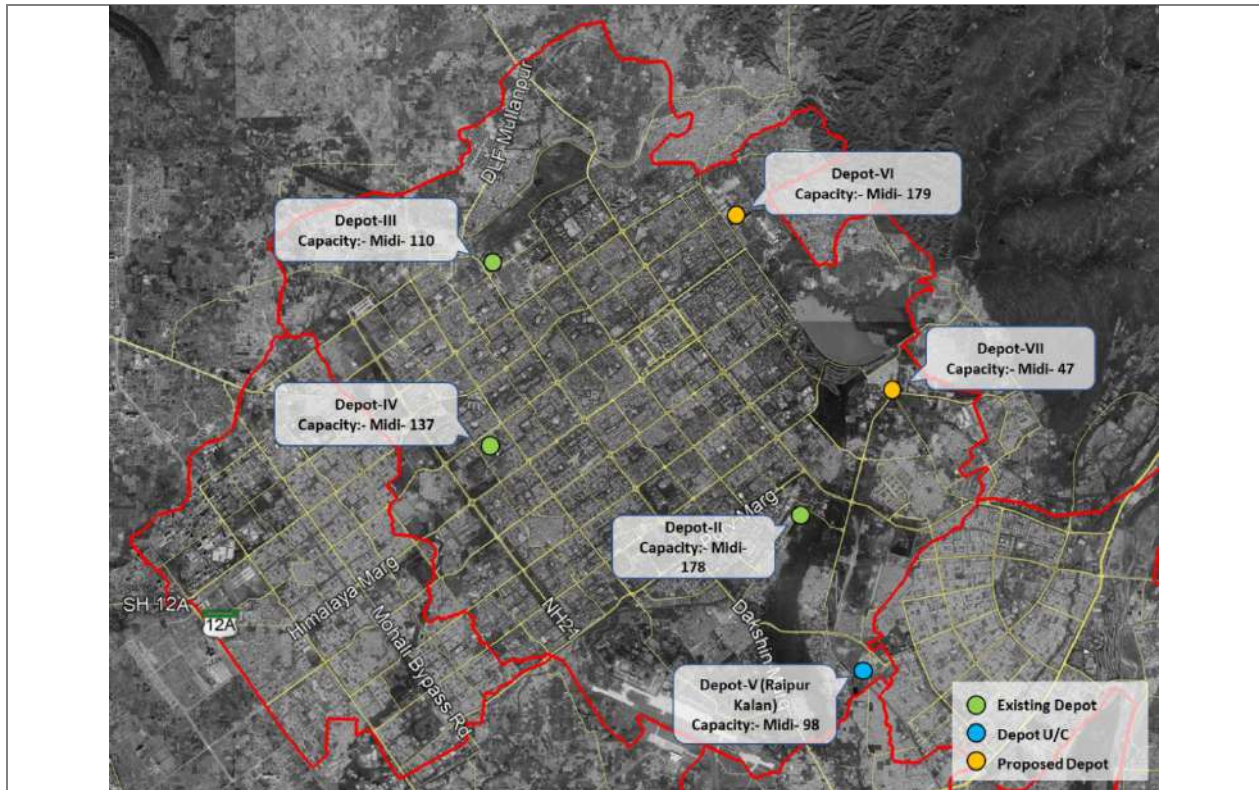 DLF Mullanpur
Depot-VI
Capacity:- Midi- 179
Depot-III
Capacity:- Midi- 110
Depot-VII
Capacity:- Midi- 47
Depot-IV
Capacity:- Midi- 137
Depot-II
Capacity:- Midi-
178
Marg
Himalaya Marg
SH 12A
12A
NH21
Mohali Bypass Rd
Dakshin
Depot-V (Raipur
Kalan)
Capacity:- Midi- 98
Existing Depot
Depot U/C
Proposed Depot